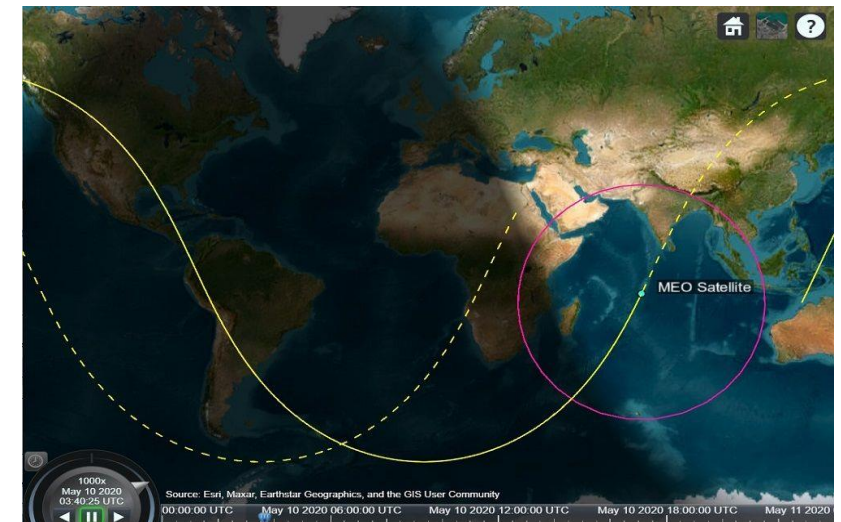 ?
MEO Satellite
1000x
May 10 2020
03:40:25 UTC
Source: Esri, Maxar, Earthstar Geographics, and the GIS User Community
00:00:00 UTC May 10 2020 06:00:00 UTC May 10 2020 12:00:00 UTC May 10 2020 18:00:00 UTC May 11 2020